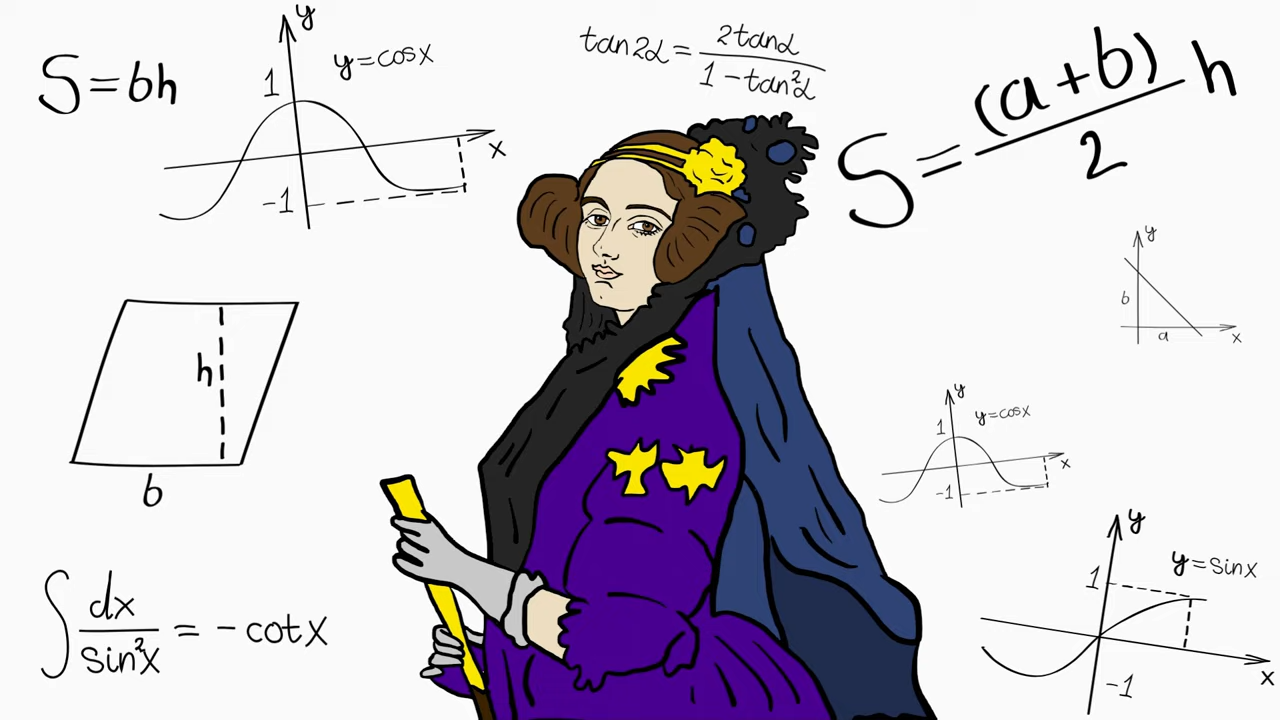 S = bh
y
1
y = cosx
x
-1
tan2α = 2tanα / 1 - tan²α
S = (a+b) / 2 h
y
b
a
x
h
b
y
1
y = cosx
x
-1
∫ dx / sin²x = - cotx
y
1
y = sinx
x
-1